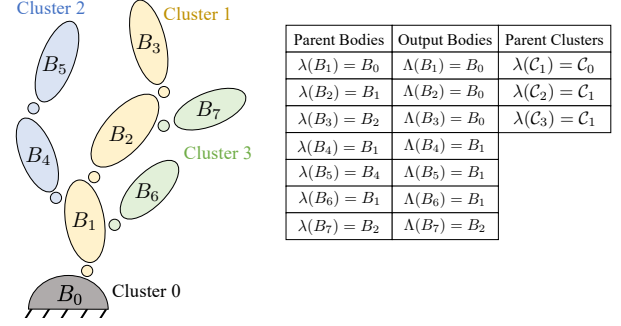 Cluster 2
Cluster 1
B₃
B₅
B₇
B₂
Cluster 3
B₄
B₆
B₁
B₀
Cluster 0
Parent Bodies Output Bodies Parent Clusters
λ(B₁) = B₀ Λ(B₁) = B₀ λ(𝒞₁) = 𝒞₀
λ(B₂) = B₁ Λ(B₂) = B₀ λ(𝒞₂) = 𝒞₁
λ(B₃) = B₂ Λ(B₃) = B₀ λ(𝒞₃) = 𝒞₁
λ(B₄) = B₁ Λ(B₄) = B₁
λ(B₅) = B₄ Λ(B₅) = B₁
λ(B₆) = B₁ Λ(B₆) = B₁
λ(B₇) = B₂ Λ(B₇) = B₂